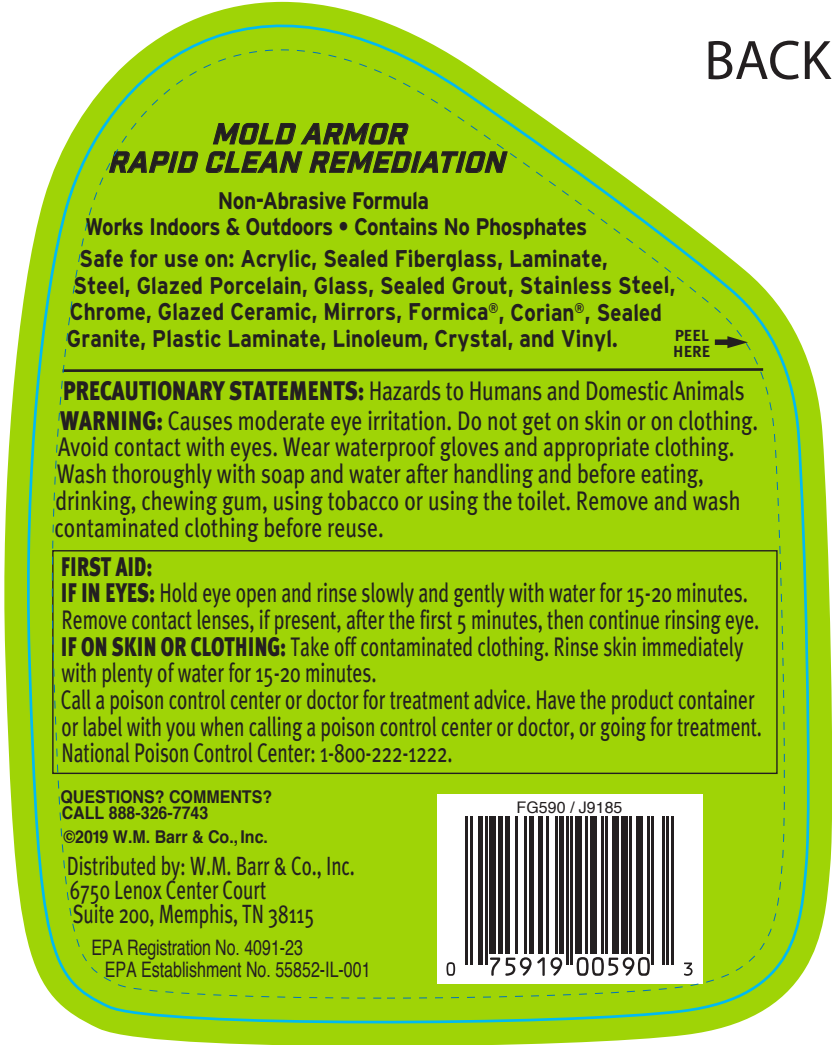 BACK
MOLD ARMOR
RAPID CLEAN REMEDIATION
Non-Abrasive Formula
Works Indoors & Outdoors • Contains No Phosphates
Safe for use on: Acrylic, Sealed Fiberglass, Laminate,
Steel, Glazed Porcelain, Glass, Sealed Grout, Stainless Steel,
Chrome, Glazed Ceramic, Mirrors, Formica®, Corian®, Sealed
Granite, Plastic Laminate, Linoleum, Crystal, and Vinyl.
PEEL
HERE
PRECAUTIONARY STATEMENTS: Hazards to Humans and Domestic Animals
WARNING: Causes moderate eye irritation. Do not get on skin or on clothing.
Avoid contact with eyes. Wear waterproof gloves and appropriate clothing.
Wash thoroughly with soap and water after handling and before eating,
drinking, chewing gum, using tobacco or using the toilet. Remove and wash
contaminated clothing before reuse.
FIRST AID:
IF IN EYES: Hold eye open and rinse slowly and gently with water for 15-20 minutes.
Remove contact lenses, if present, after the first 5 minutes, then continue rinsing eye.
IF ON SKIN OR CLOTHING: Take off contaminated clothing. Rinse skin immediately
with plenty of water for 15-20 minutes.
Call a poison control center or doctor for treatment advice. Have the product container
or label with you when calling a poison control center or doctor, or going for treatment.
National Poison Control Center: 1-800-222-1222.
QUESTIONS? COMMENTS?
CALL 888-326-7743
©2019 W.M. Barr & Co., Inc.
Distributed by: W.M. Barr & Co., Inc.
6750 Lenox Center Court
Suite 200, Memphis, TN 38115
EPA Registration No. 4091-23
EPA Establishment No. 55852-IL-001
FG590 / J9185
0 75919 00590 3